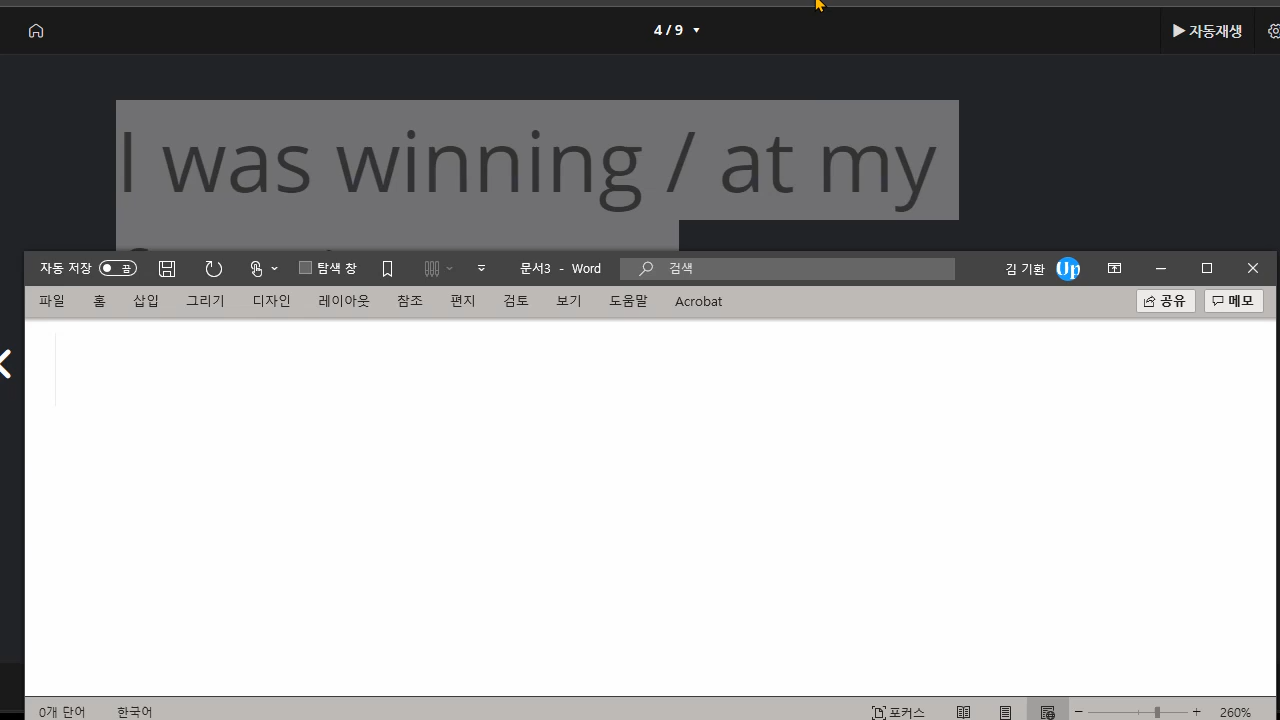 4 / 9
자동재생
I was winning / at my
자동 저장
끔
탐색 창
문서3 - Word
검색
김 기환
Up
파일 홈 삽입 그리기 디자인 레이아웃 참조 편지 검토 보기 도움말 Acrobat
공유
메모
0개 단어 한국어
포커스
260%